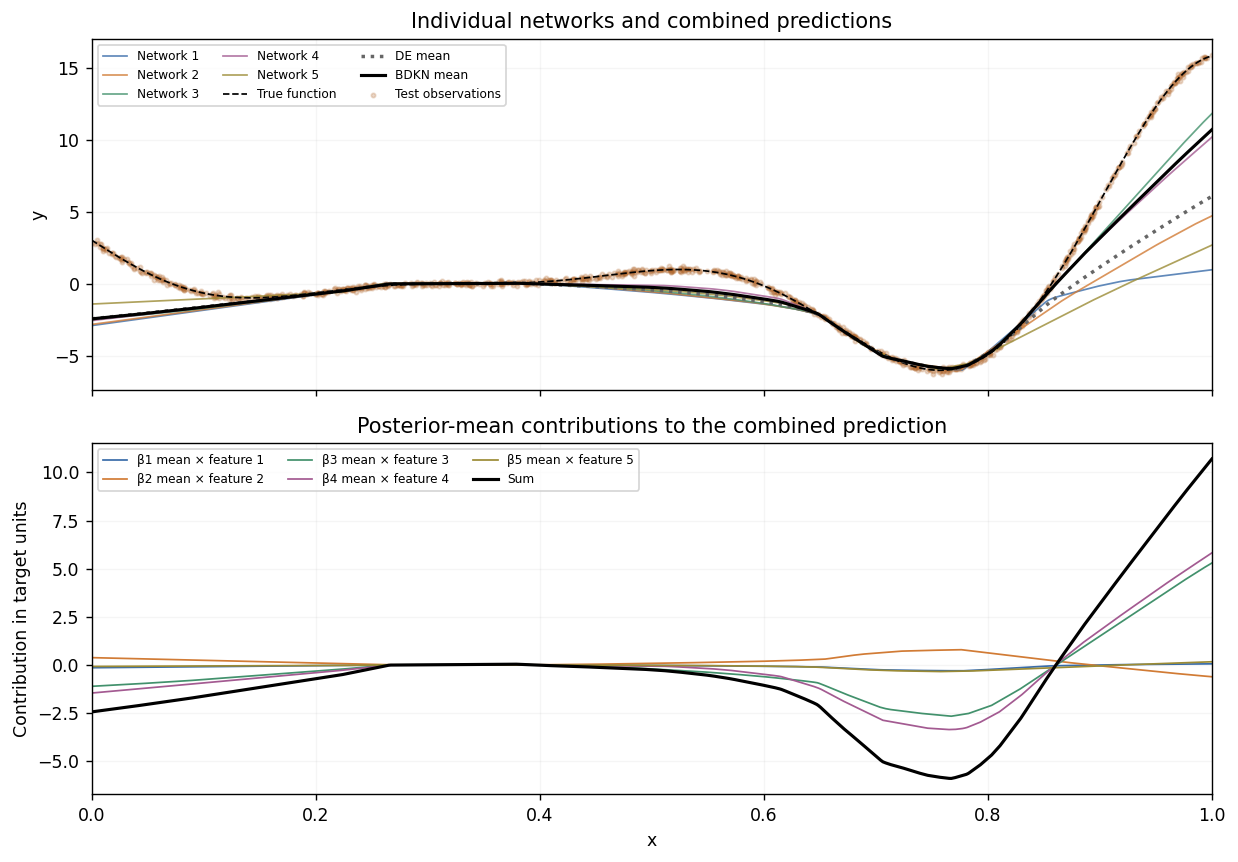 Individual networks and combined predictions
Network 1 Network 4 DE mean
Network 2 Network 5 BDKN mean
Network 3 True function Test observations
15
10
5
0
−5
y
Posterior-mean contributions to the combined prediction
β1 mean × feature 1 β3 mean × feature 3 β5 mean × feature 5
β2 mean × feature 2 β4 mean × feature 4 Sum
10.0
7.5
5.0
2.5
0.0
−2.5
−5.0
Contribution in target units
0.0 0.2 0.4 0.6 0.8 1.0
x